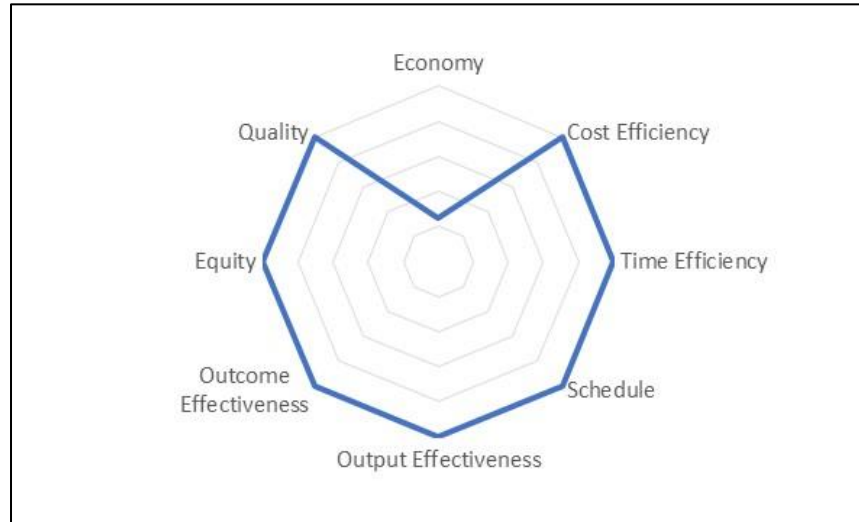 Economy
Quality
Cost Efficiency
Equity
Time Efficiency
Outcome
Effectiveness
Schedule
Output Effectiveness